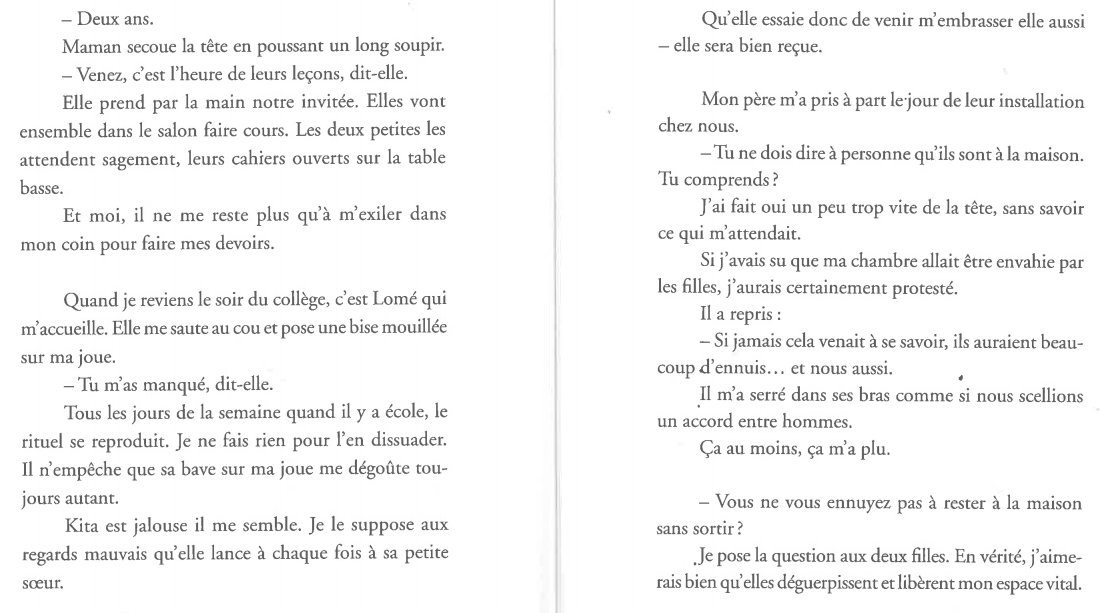 – Deux ans.
Maman secoue la tête en poussant un long soupir.
– Venez, c’est l’heure de leurs leçons, dit-elle.
Elle prend par la main notre invitée. Elles vont
ensemble dans le salon faire cours. Les deux petites les
attendent sagement, leurs cahiers ouverts sur la table
basse.
Et moi, il ne me reste plus qu’à m’exiler dans
mon coin pour faire mes devoirs.
Quand je reviens le soir du collège, c’est Lomé qui
m’accueille. Elle me saute au cou et pose une bise mouillée
sur ma joue.
– Tu m’as manqué, dit-elle.
Tous les jours de la semaine quand il y a école, le
rituel se reproduit. Je ne fais rien pour l’en dissuader.
Il n’empêche que sa bave sur ma joue me dégoûte tou-
jours autant.
Kita est jalouse il me semble. Je le suppose aux
regards mauvais qu’elle lance à chaque fois à sa petite
sœur.
Qu’elle essaie donc de venir m’embrasser elle aussi
– elle sera bien reçue.
Mon père m’a pris à part le jour de leur installation
chez nous.
– Tu ne dois dire à personne qu’ils sont à la maison.
Tu comprends ?
J’ai fait oui un peu trop vite de la tête, sans savoir
ce qui m’attendait.
Si j’avais su que ma chambre allait être envahie par
les filles, j’aurais certainement protesté.
Il a repris :
– Si jamais cela venait à se savoir, ils auraient beau-
coup d’ennuis… et nous aussi.
Il m’a serré dans ses bras comme si nous scellions
un accord entre hommes.
Ça au moins, ça m’a plu.
– Vous ne vous ennuyez pas à rester à la maison
sans sortir ?
Je pose la question aux deux filles. En vérité, j’aime-
rais bien qu’elles déguerpissent et libèrent mon espace vital.